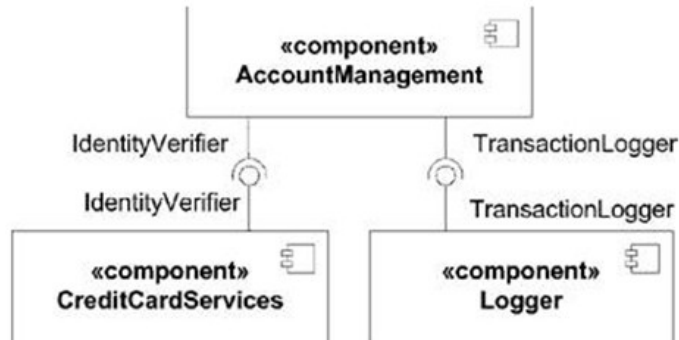 «component»
AccountManagement
IdentityVerifier
TransactionLogger
IdentityVerifier
TransactionLogger
«component»
CreditCardServices
«component»
Logger